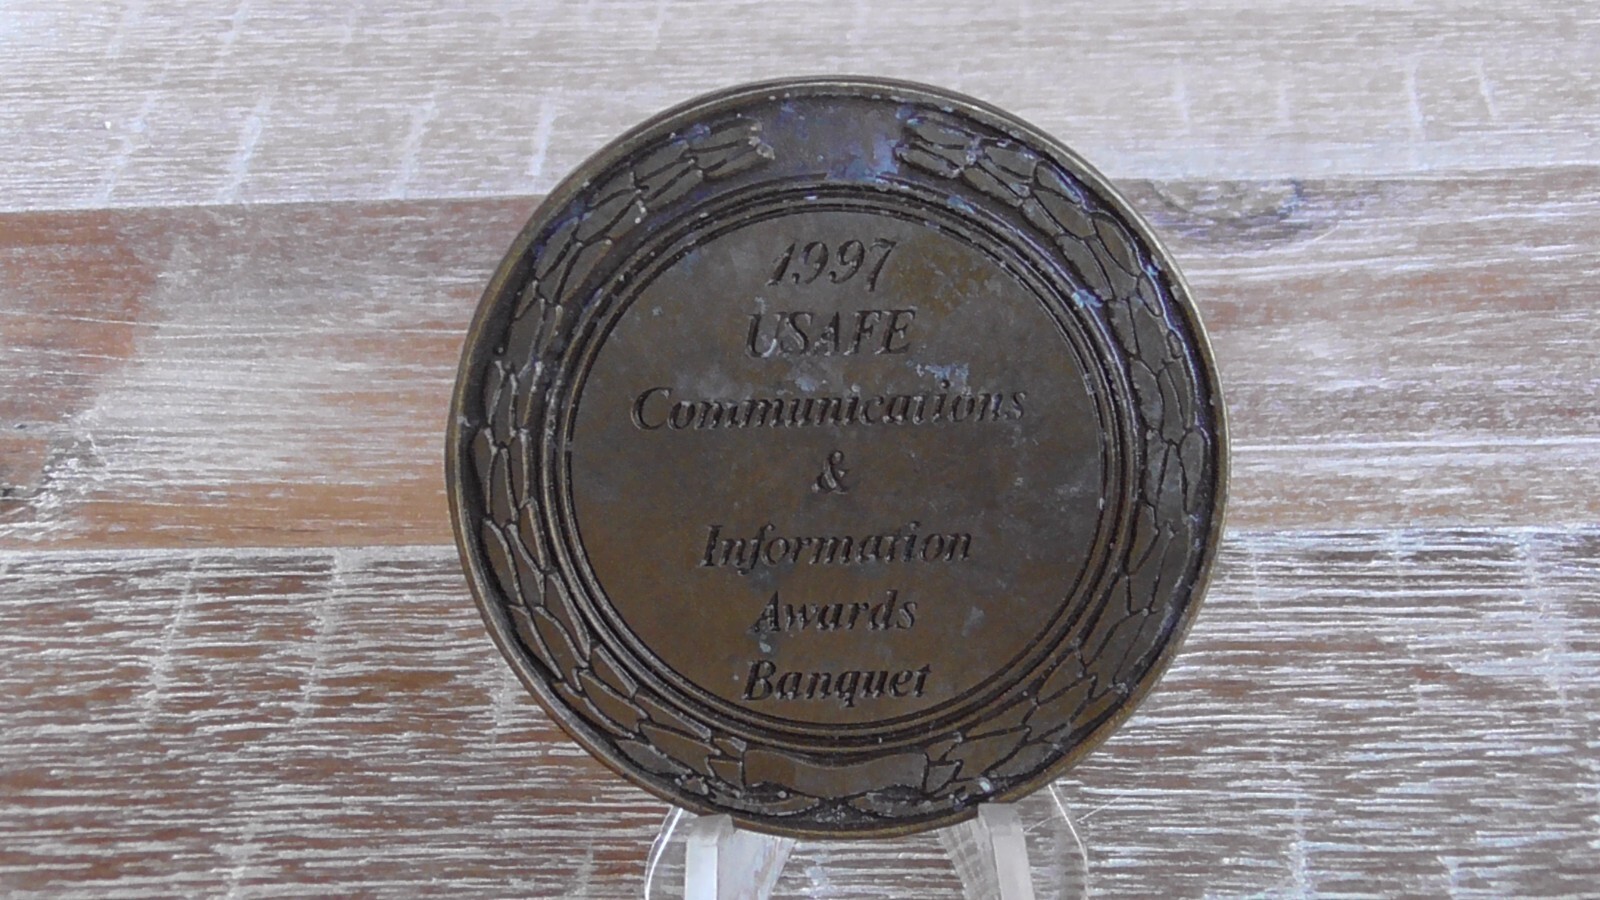 1997
USAFE
Communications
&
Information
Awards
Banquet